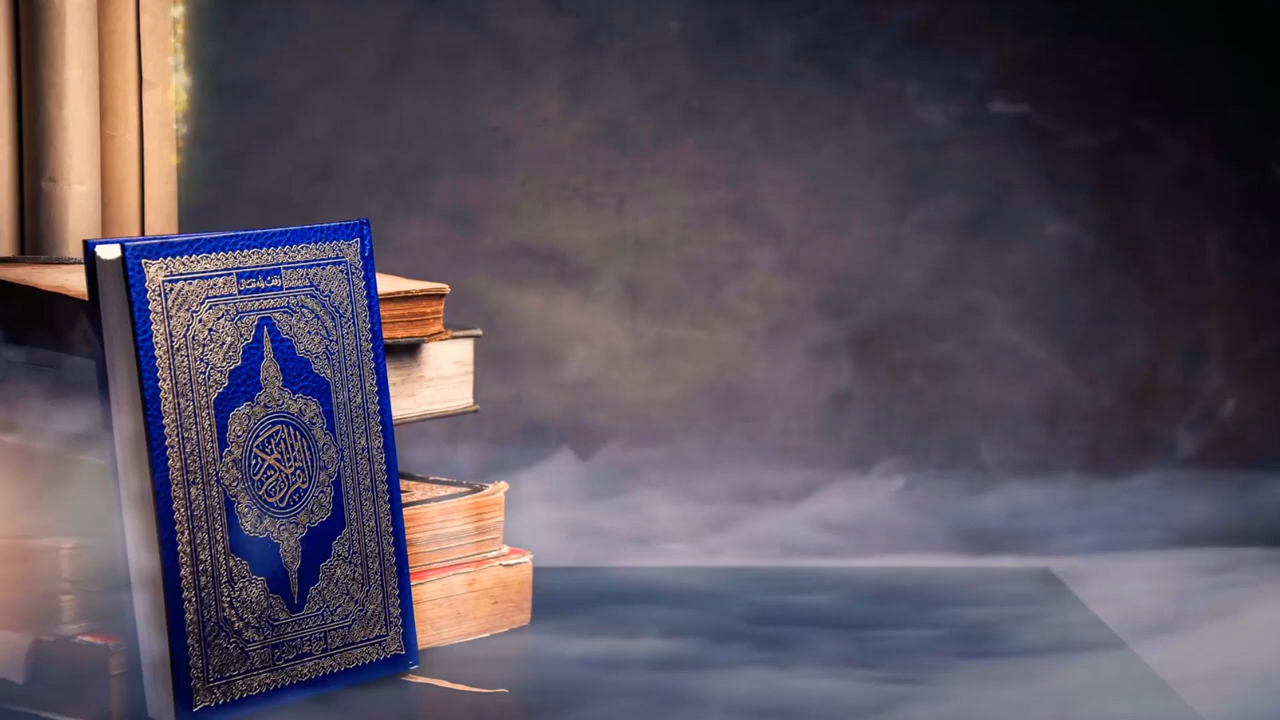 وقف لله تعالى
القرآن الكريم